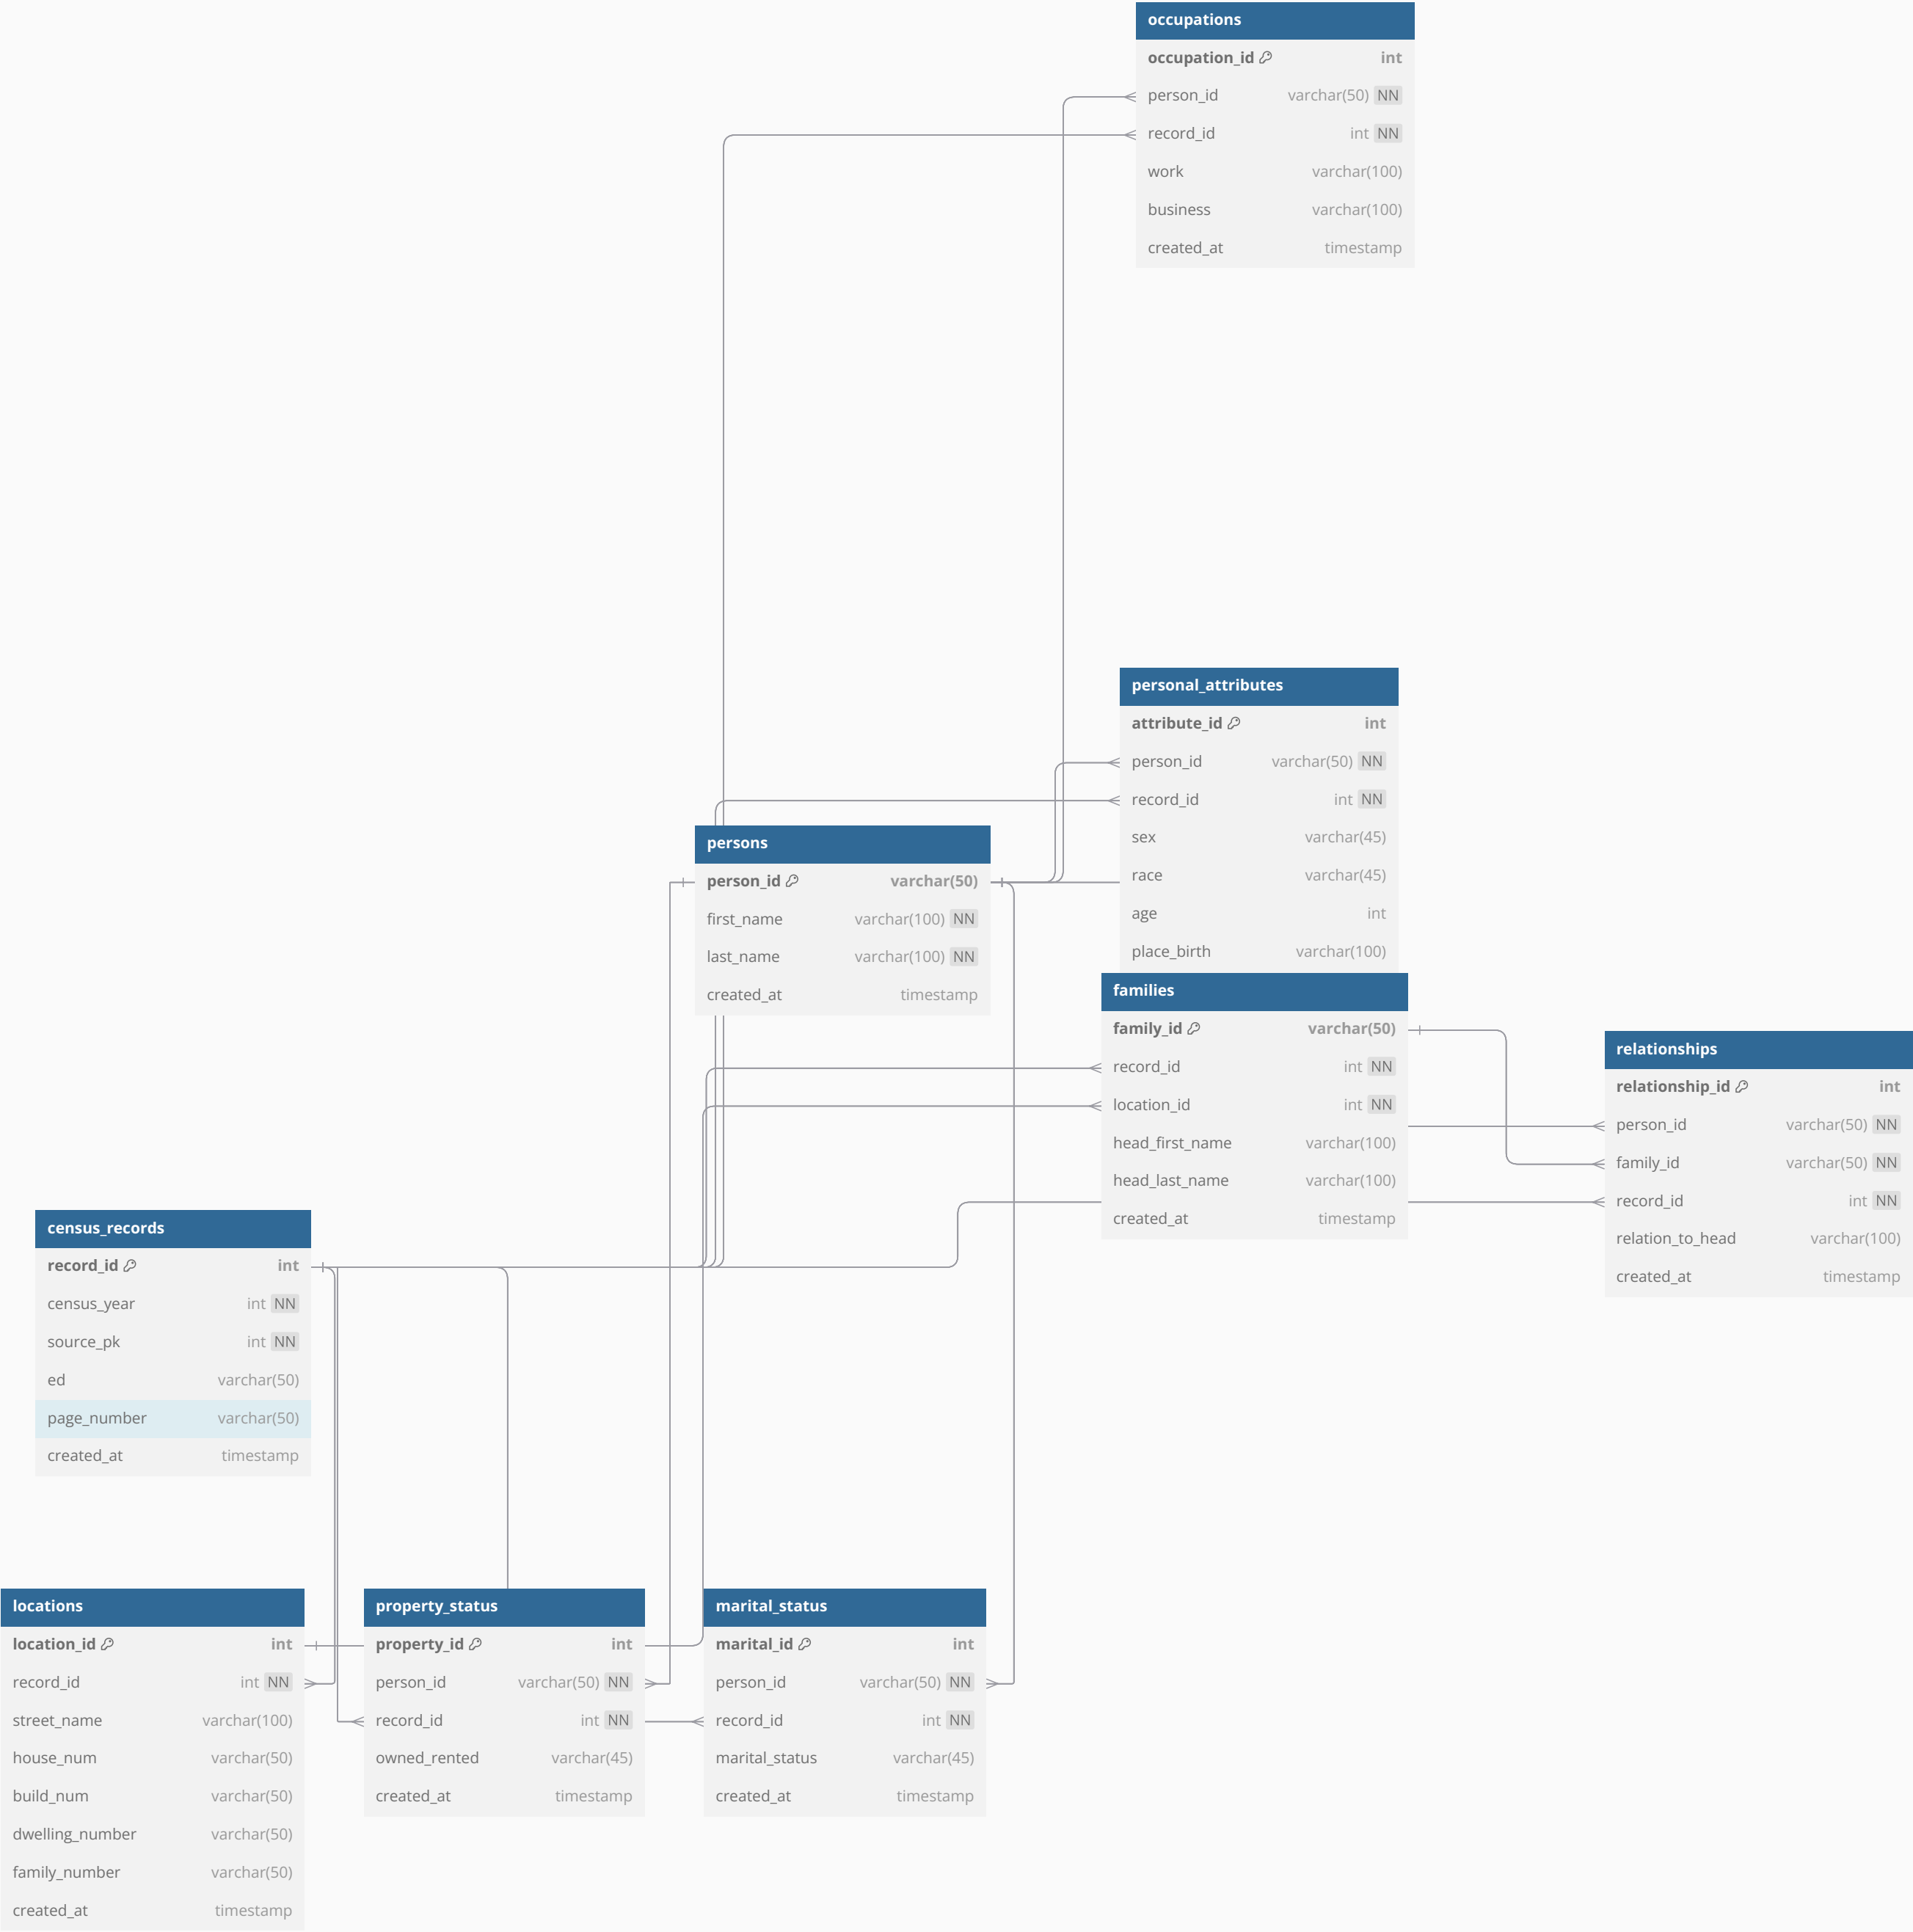 occupations
occupation_id int
person_id varchar(50) NN
record_id int NN
work varchar(100)
business varchar(100)
created_at timestamp
personal_attributes
attribute_id int
person_id varchar(50) NN
record_id int NN
sex varchar(45)
race varchar(45)
age int
place_birth varchar(100)
persons
person_id varchar(50)
first_name varchar(100) NN
last_name varchar(100) NN
created_at timestamp
families
family_id varchar(50)
record_id int NN
location_id int NN
head_first_name varchar(100)
head_last_name varchar(100)
created_at timestamp
relationships
relationship_id int
person_id varchar(50) NN
family_id varchar(50) NN
record_id int NN
relation_to_head varchar(100)
created_at timestamp
census_records
record_id int
census_year int NN
source_pk int NN
ed varchar(50)
page_number varchar(50)
created_at timestamp
locations
location_id int
record_id int NN
street_name varchar(100)
house_num varchar(50)
build_num varchar(50)
dwelling_number varchar(50)
family_number varchar(50)
created_at timestamp
property_status
property_id int
person_id varchar(50) NN
record_id int NN
owned_rented varchar(45)
created_at timestamp
marital_status
marital_id int
person_id varchar(50) NN
record_id int NN
marital_status varchar(45)
created_at timestamp